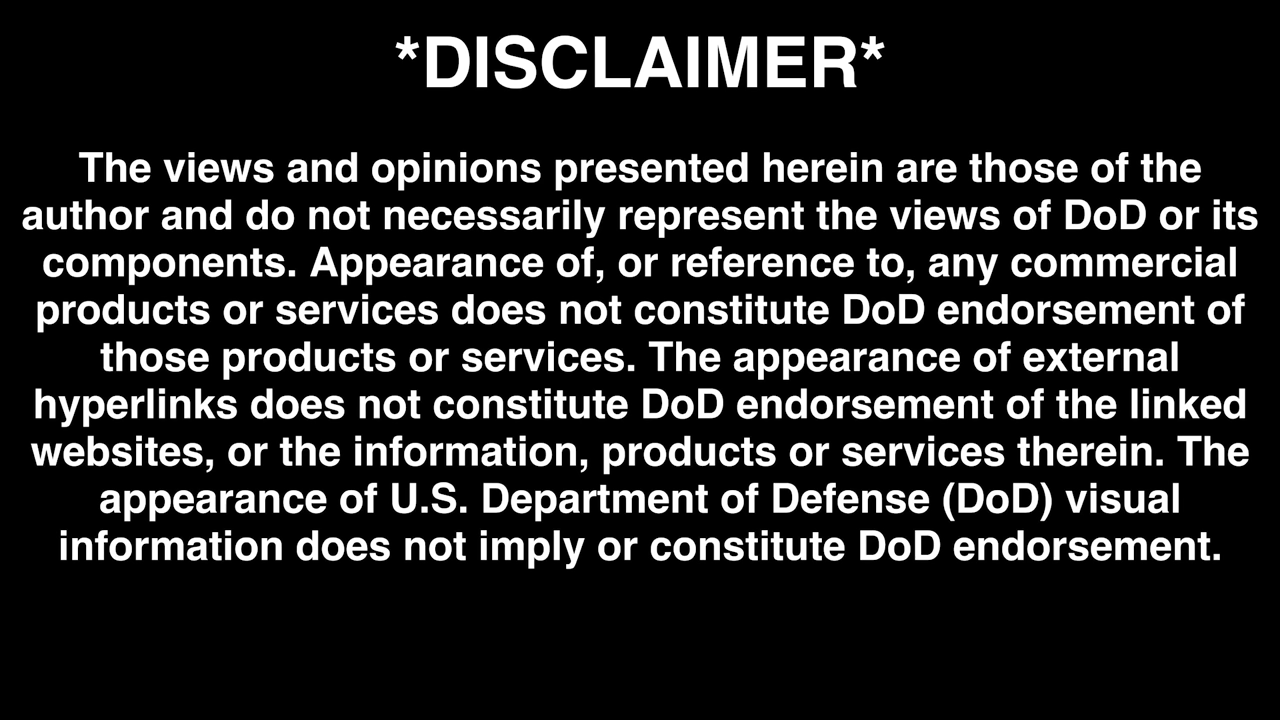 *DISCLAIMER*
The views and opinions presented herein are those of the
author and do not necessarily represent the views of DoD or its
components. Appearance of, or reference to, any commercial
products or services does not constitute DoD endorsement of
those products or services. The appearance of external
hyperlinks does not constitute DoD endorsement of the linked
websites, or the information, products or services therein. The
appearance of U.S. Department of Defense (DoD) visual
information does not imply or constitute DoD endorsement.